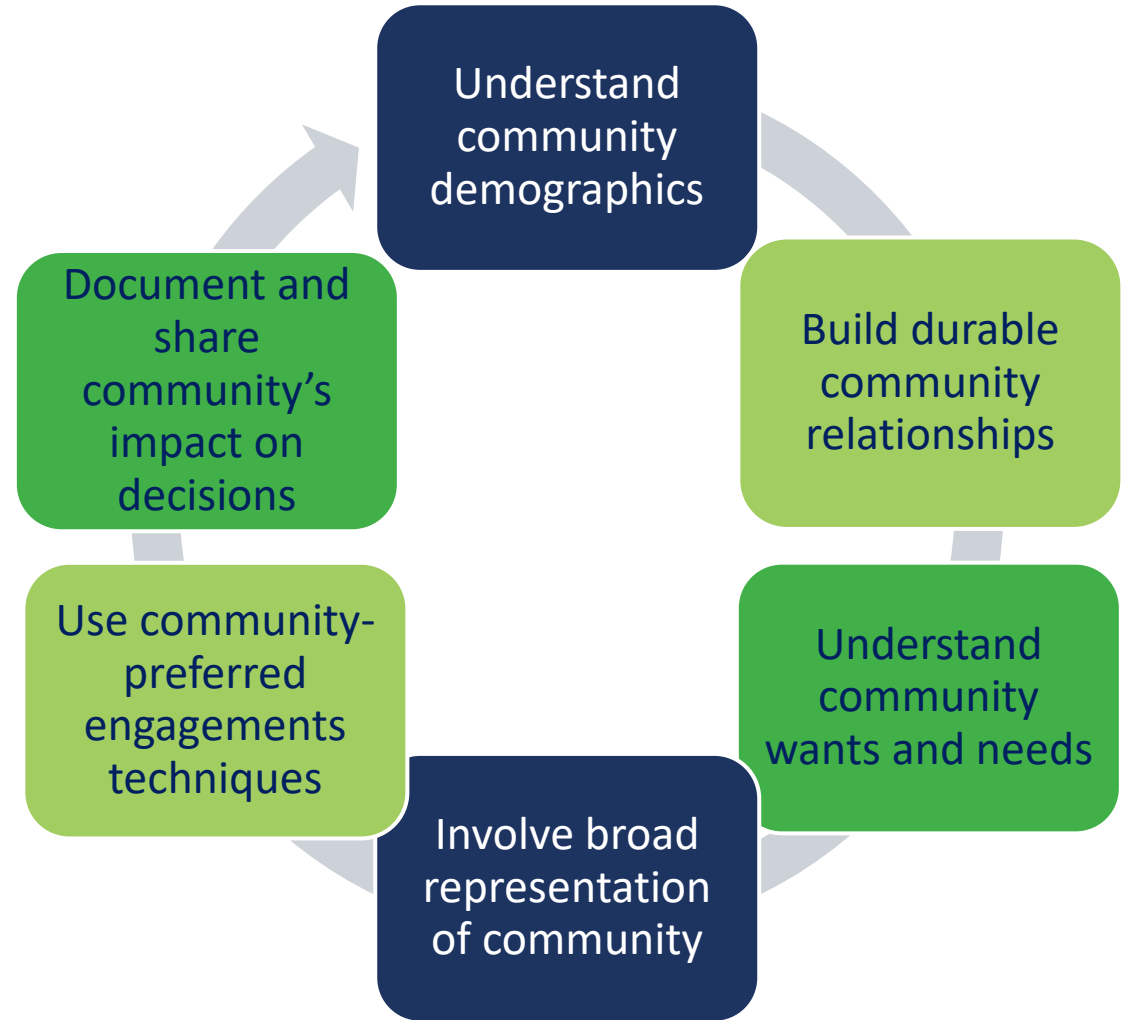 Understand
community
demographics
Build durable
community
relationships
Understand
community
wants and needs
Involve broad
representation
of community
Use community-
preferred
engagements
techniques
Document and
share
community’s
impact on
decisions